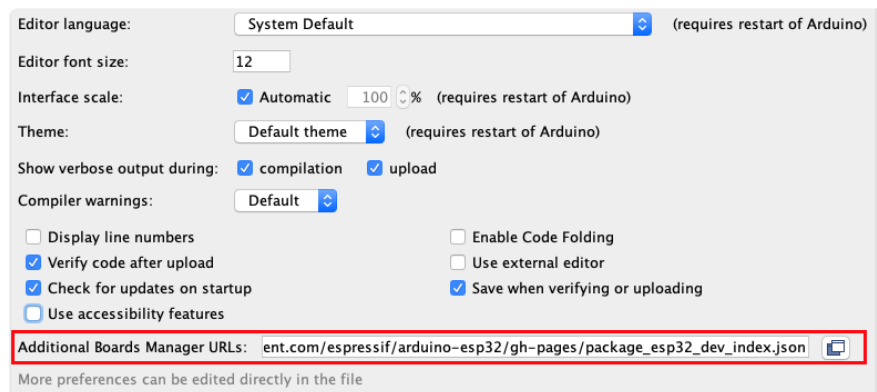 Editor language: System Default (requires restart of Arduino)
Editor font size: 12
Interface scale: Automatic 100 % (requires restart of Arduino)
Theme: Default theme (requires restart of Arduino)
Show verbose output during: compilation upload
Compiler warnings: Default
Display line numbers Enable Code Folding
Verify code after upload Use external editor
Check for updates on startup Save when verifying or uploading
Use accessibility features
Additional Boards Manager URLs: ent.com/espressif/arduino-esp32/gh-pages/package_esp32_dev_index.json
More preferences can be edited directly in the file